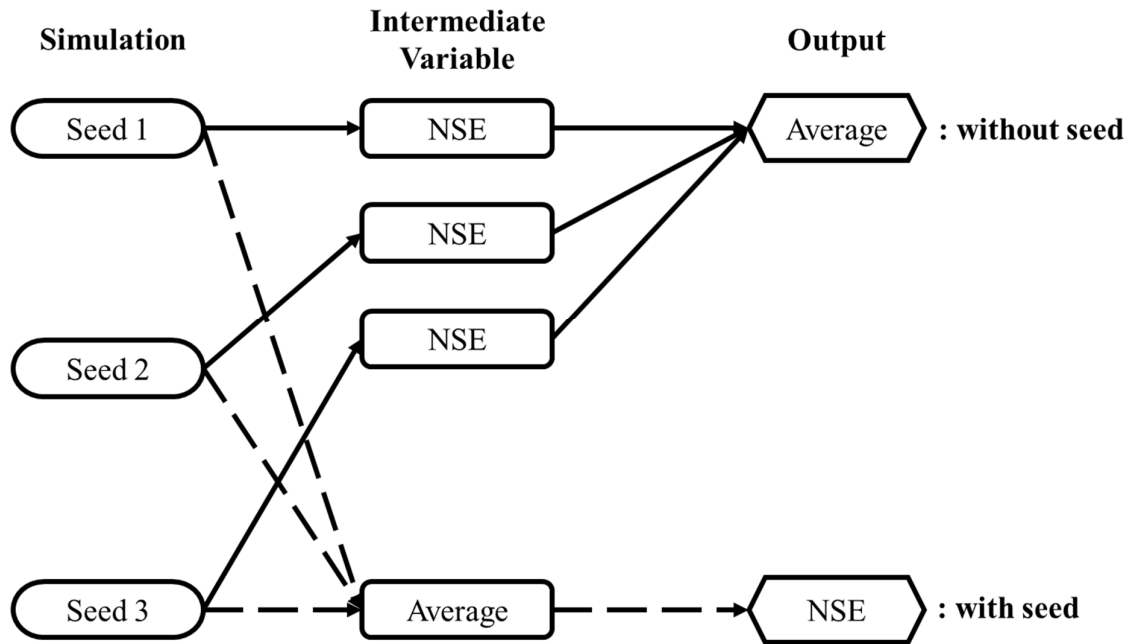 Simulation
Intermediate
Variable
Output
Seed 1
NSE
Average
: without seed
NSE
NSE
Seed 2
Seed 3
Average
NSE
: with seed